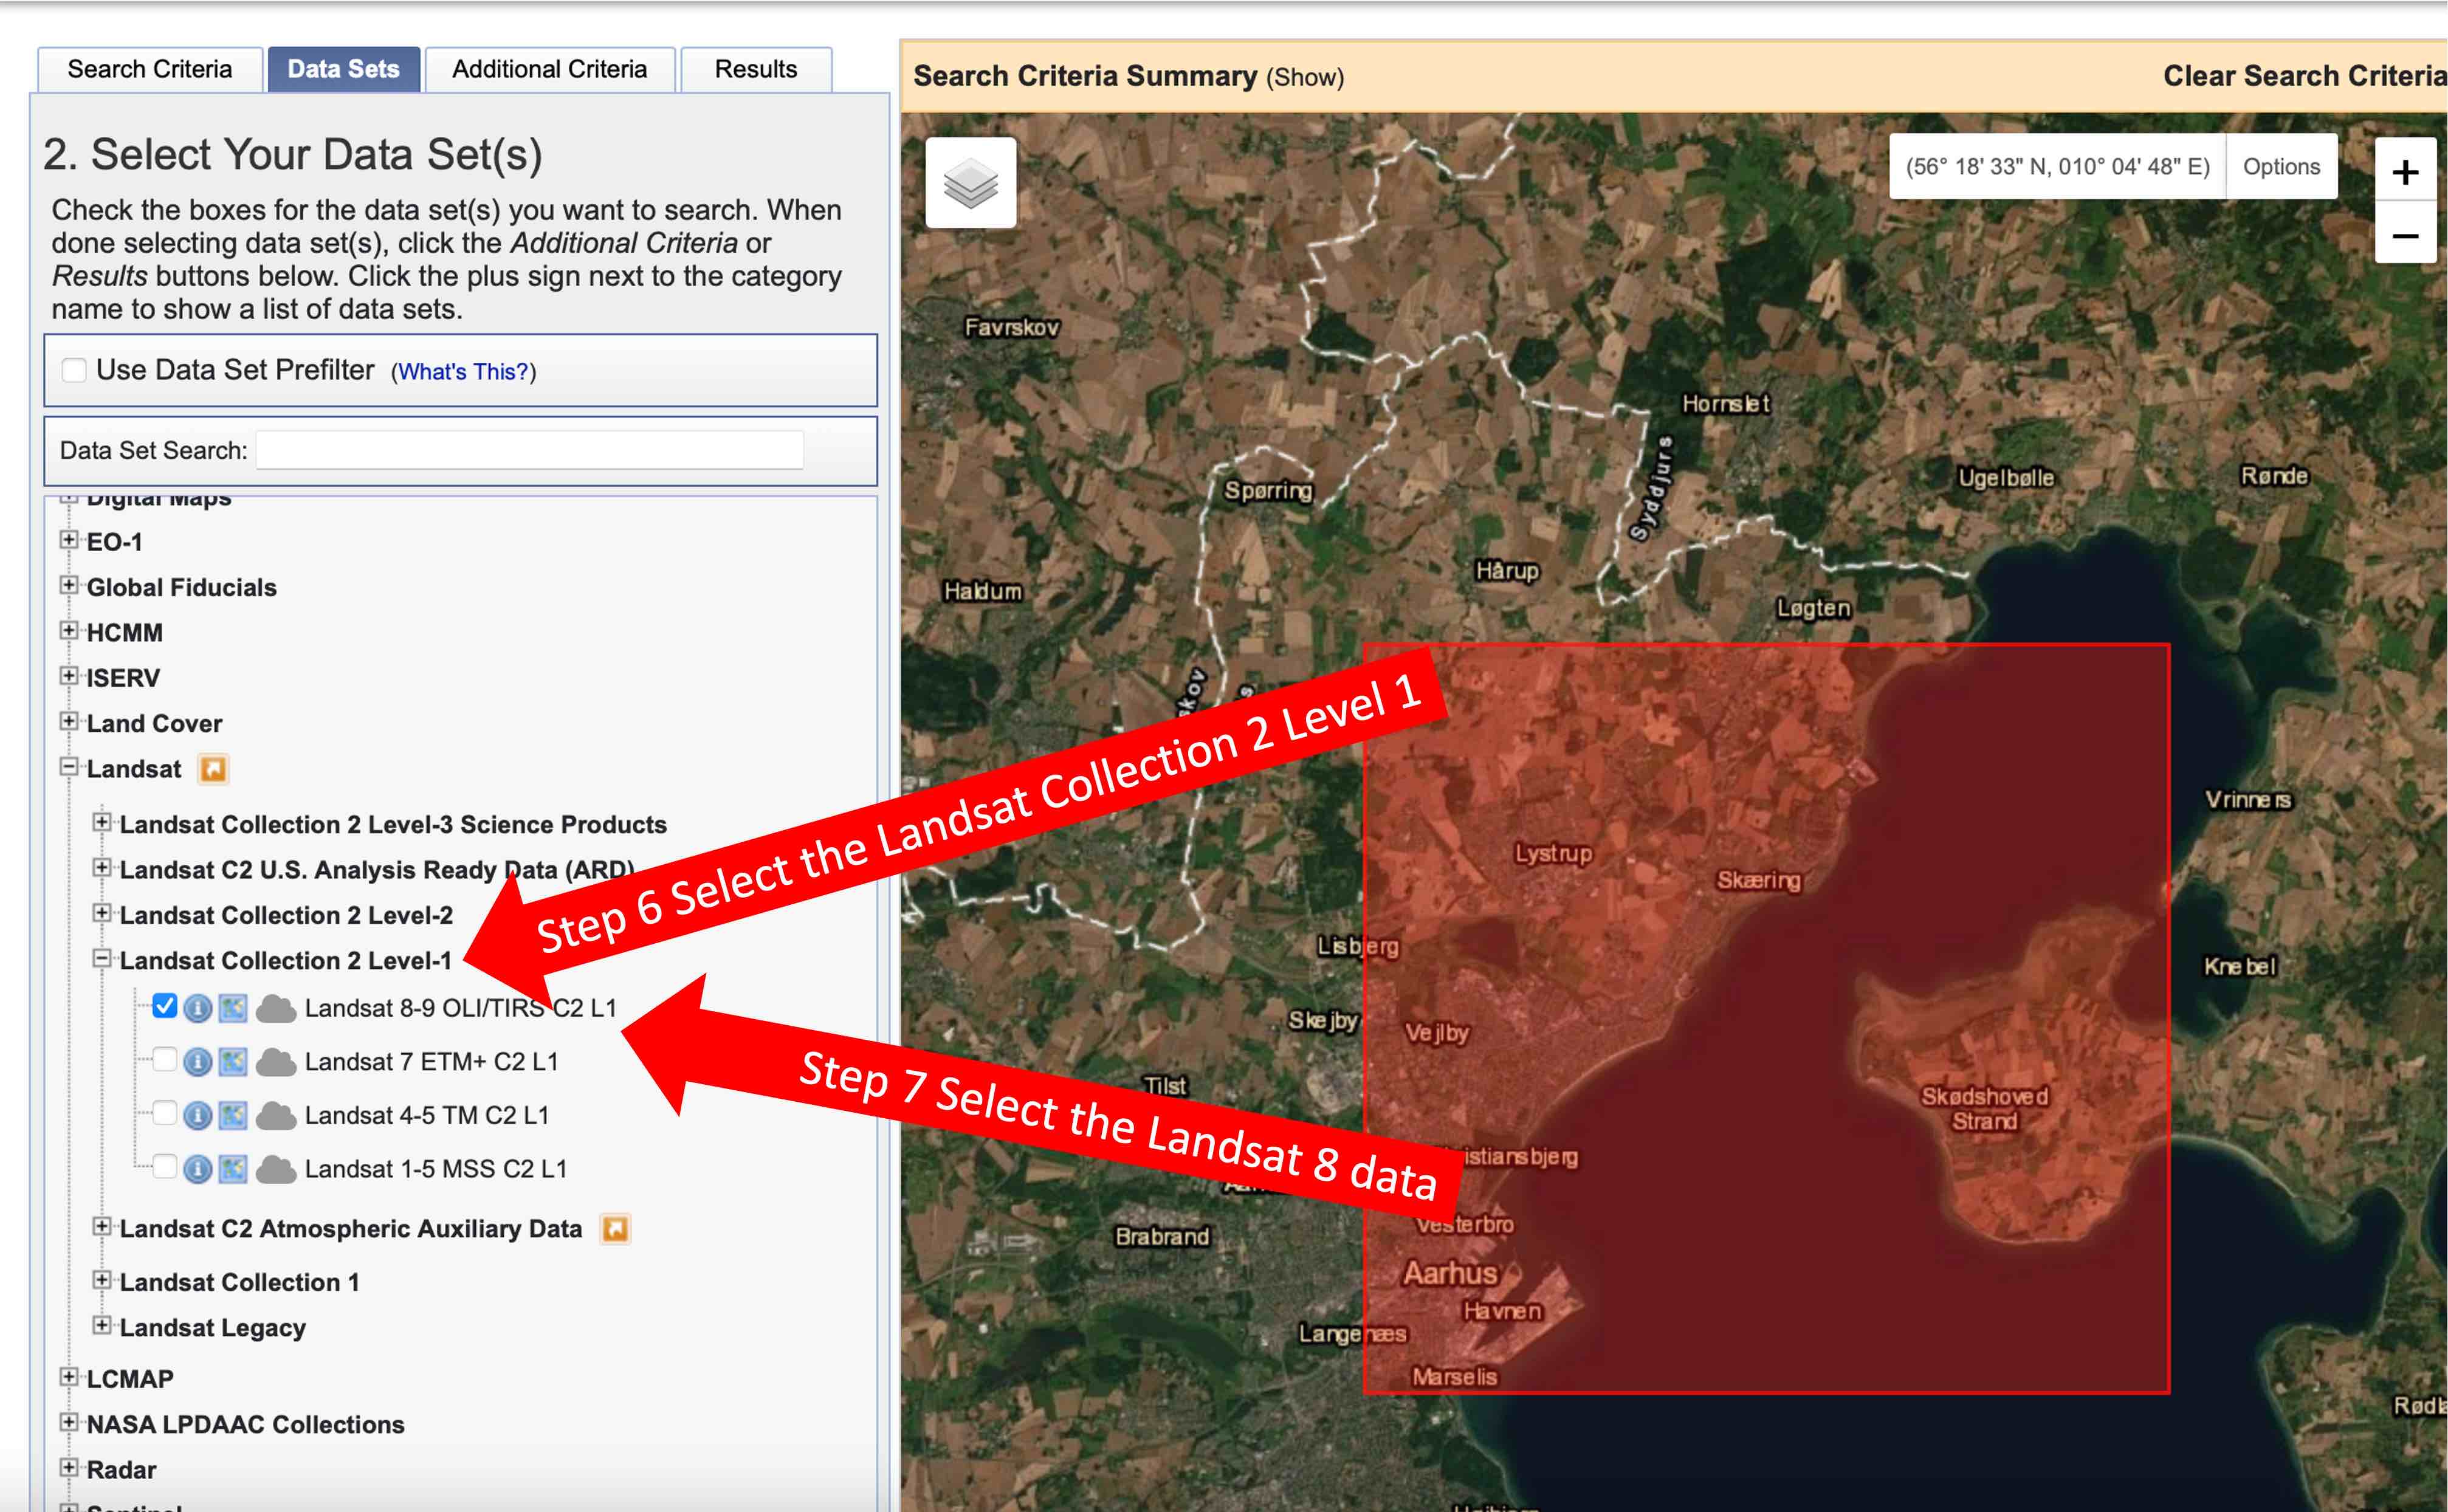 Search Criteria
Data Sets
Additional Criteria
Results
2. Select Your Data Set(s)
Check the boxes for the data set(s) you want to search. When
done selecting data set(s), click the Additional Criteria or
Results buttons below. Click the plus sign next to the category
name to show a list of data sets.
Use Data Set Prefilter (What's This?)
Data Set Search:
Digital Maps
EO-1
Global Fiducials
HCMM
ISERV
Land Cover
Landsat
Landsat Collection 2 Level-3 Science Products
Landsat C2 U.S. Analysis Ready Data (ARD)
Landsat Collection 2 Level-2
Landsat Collection 2 Level-1
Landsat 8-9 OLI/TIRS C2 L1
Landsat 7 ETM+ C2 L1
Landsat 4-5 TM C2 L1
Landsat 1-5 MSS C2 L1
Landsat C2 Atmospheric Auxiliary Data
Landsat Collection 1
Landsat Legacy
LCMAP
NASA LPDAAC Collections
Radar
Sentinel
Search Criteria Summary (Show)
Clear Search Criteria
(56° 18' 33" N, 010° 04' 48" E)
Options
+
−
Favrskov
Hornslet
Syddjurs
Ugelbølle
Rønde
Spørring
Hårup
Haldum
Løgten
skov
s
Step 6 Select the Landsat Collection 2 Level 1
Vrinners
Lystrup
Skæring
Lisbjerg
Knebel
Skejby
Vejlby
Tilst
Step 7 Select the Landsat 8 data
Skødshoved
Strand
istiansbjerg
Vesterbro
Brabrand
Aarhus
Havnen
Langenæs
Marselis